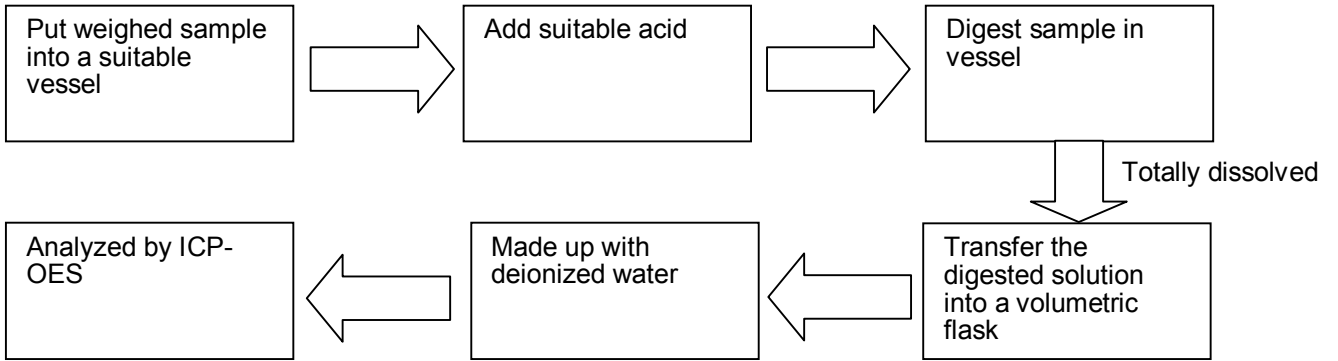 Put weighed sample
into a suitable
vessel
Add suitable acid
Digest sample in
vessel
Totally dissolved
Transfer the
digested solution
into a volumetric
flask
Made up with
deionized water
Analyzed by ICP-
OES